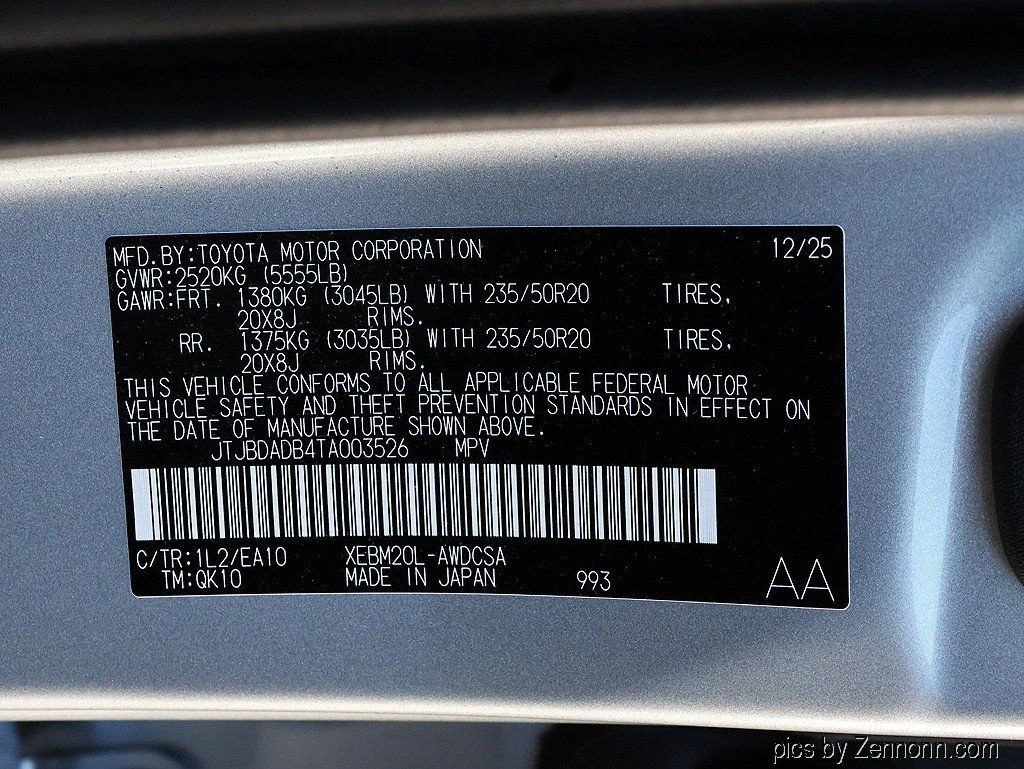 MFD.BY:TOYOTA MOTOR CORPORATION 12/25
GVWR:2520KG (5555LB)
GAWR:FRT. 1380KG (3045LB) WITH 235/50R20 TIRES.
20X8J RIMS.
RR. 1375KG (3035LB) WITH 235/50R20 TIRES.
20X8J RIMS.
THIS VEHICLE CONFORMS TO ALL APPLICABLE FEDERAL MOTOR
VEHICLE SAFETY AND THEFT PREVENTION STANDARDS IN EFFECT ON
THE DATE OF MANUFACTURE SHOWN ABOVE.
JTJBDADB4TA003526 MPV
C/TR:1L2/EA10 XEBM20L-AWDCSA
TM:QK10 MADE IN JAPAN 993 AA
pics by Zennonn.com